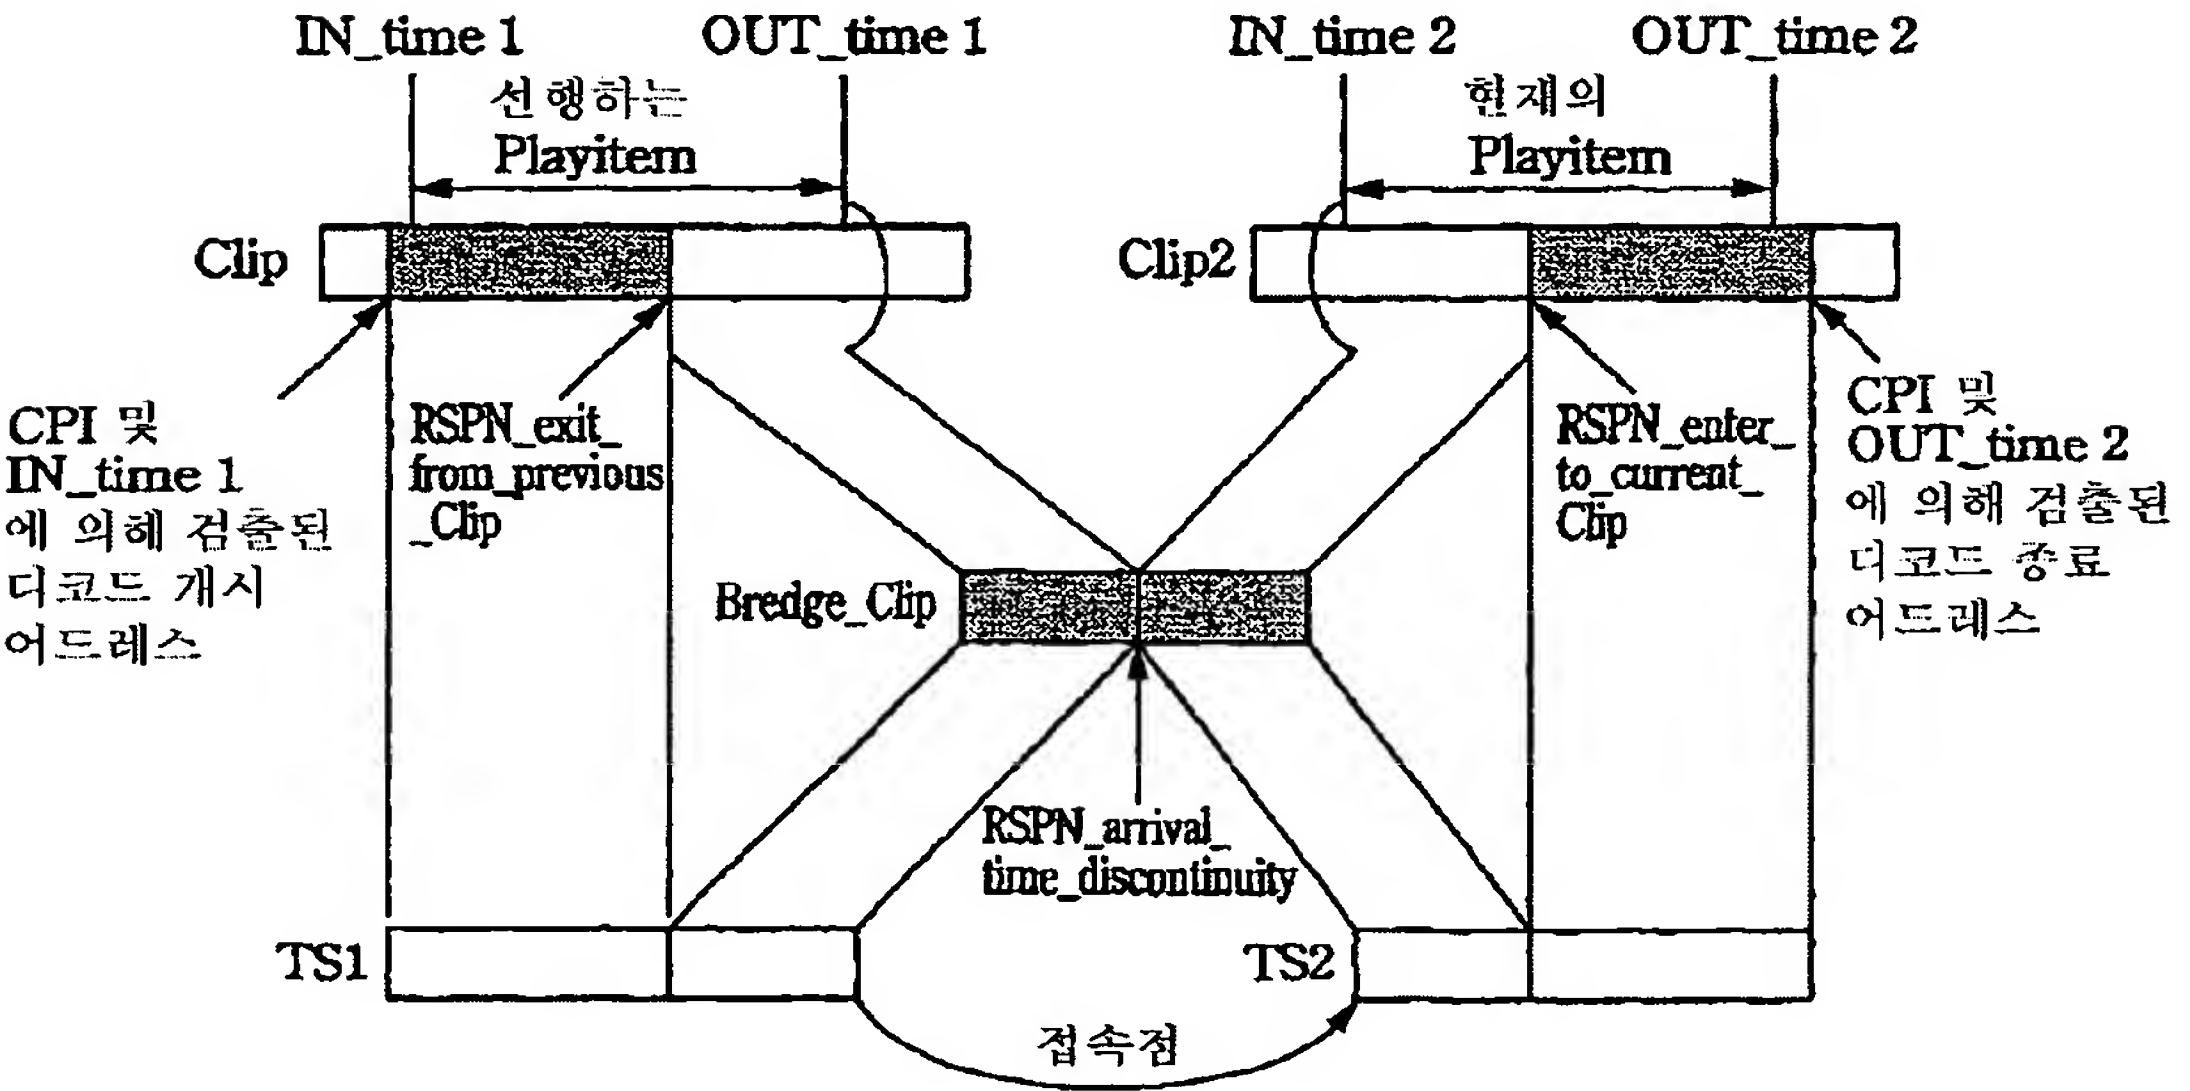 IN_time 1
OUT_time 1
IN_time 2
OUT_time 2
선행하는
Playitem
현재의
Playitem
Clip
Clip2
CPI 및
IN_time 1
에 의해 검출된
디코드 개시
어드레스
RSPN_exit_
from_previous
_Clip
RSPN_enter_
to_current_
Clip
CPI 및
OUT_time 2
에 의해 검출된
디코드 종료
어드레스
Bredge_Clip
RSPN_arrival_
time_discontinuity
TS1
TS2
접속점